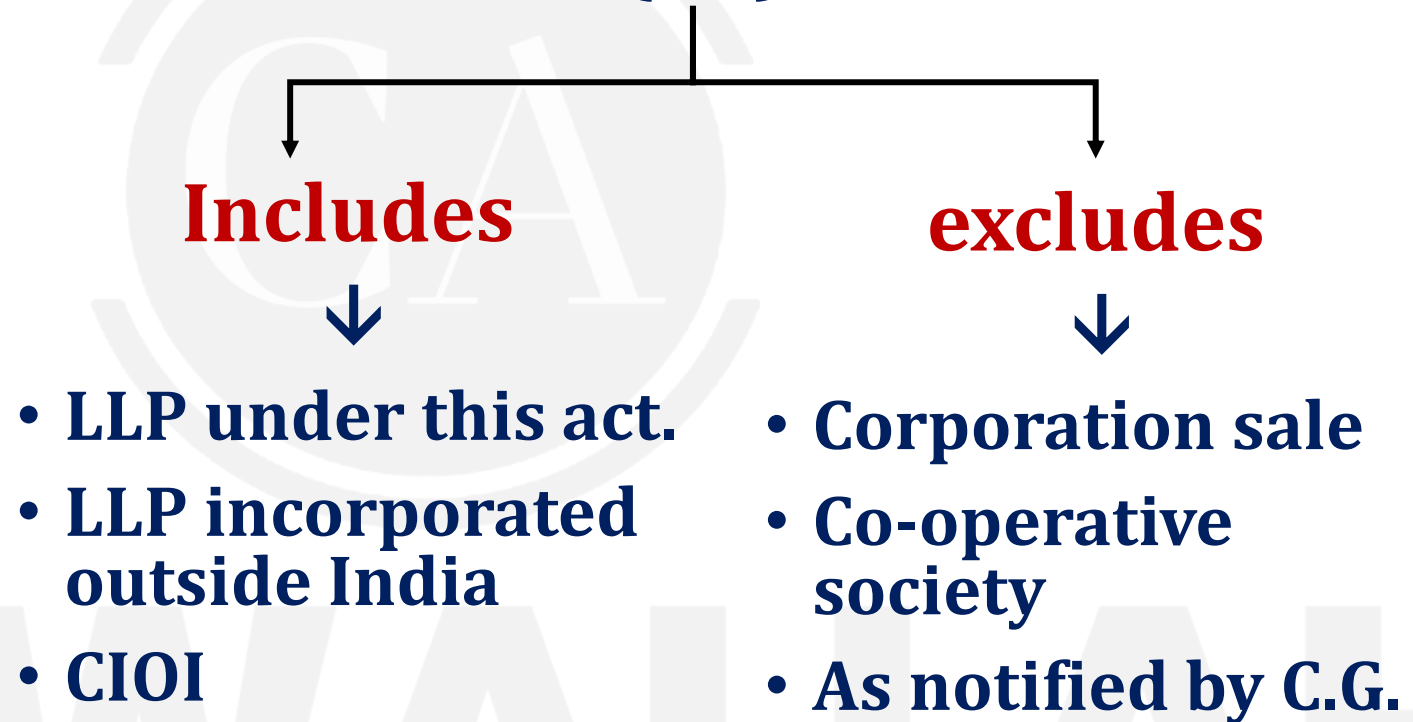 Includes
excludes
• LLP under this act.
• LLP incorporated
outside India
• CIOI
• Corporation sale
• Co-operative
society
• As notified by C.G.
CA